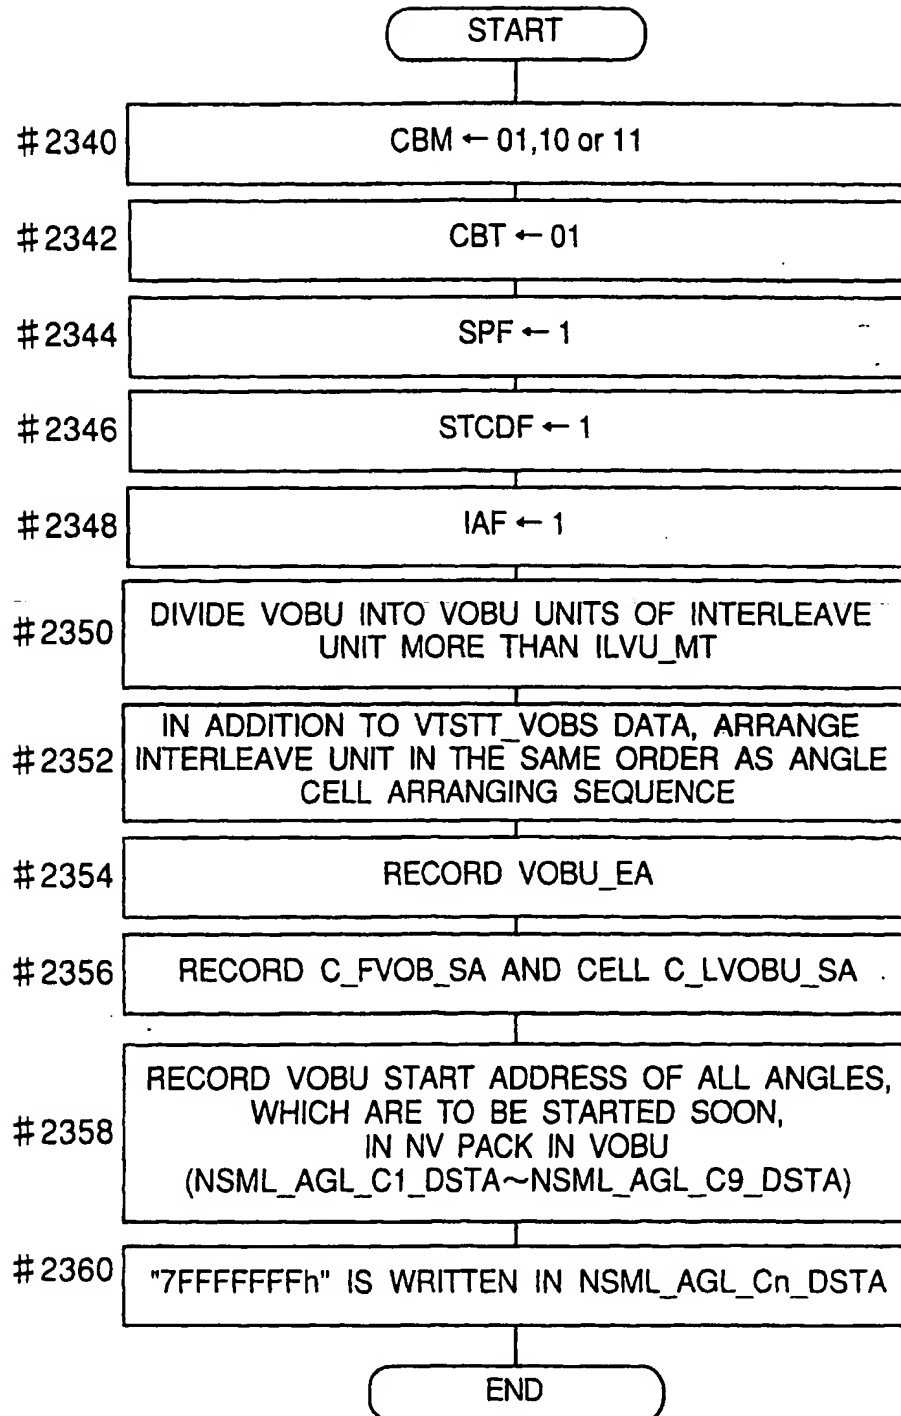 START
#2340
CBM ← 01,10 or 11
#2342
CBT ← 01
#2344
SPF ← 1
#2346
STCDF ← 1
#2348
IAF ← 1
#2350
DIVIDE VOBU INTO VOBU UNITS OF INTERLEAVE
UNIT MORE THAN ILVU_MT
#2352
IN ADDITION TO VTSTT_VOBS DATA, ARRANGE
INTERLEAVE UNIT IN THE SAME ORDER AS ANGLE
CELL ARRANGING SEQUENCE
#2354
RECORD VOBU_EA
#2356
RECORD C_FVOB_SA AND CELL C_LVOBU_SA
#2358
RECORD VOBU START ADDRESS OF ALL ANGLES,
WHICH ARE TO BE STARTED SOON,
IN NV PACK IN VOBU
(NSML_AGL_C1_DSTA~NSML_AGL_C9_DSTA)
#2360
"7FFFFFFFh" IS WRITTEN IN NSML_AGL_Cn_DSTA
END